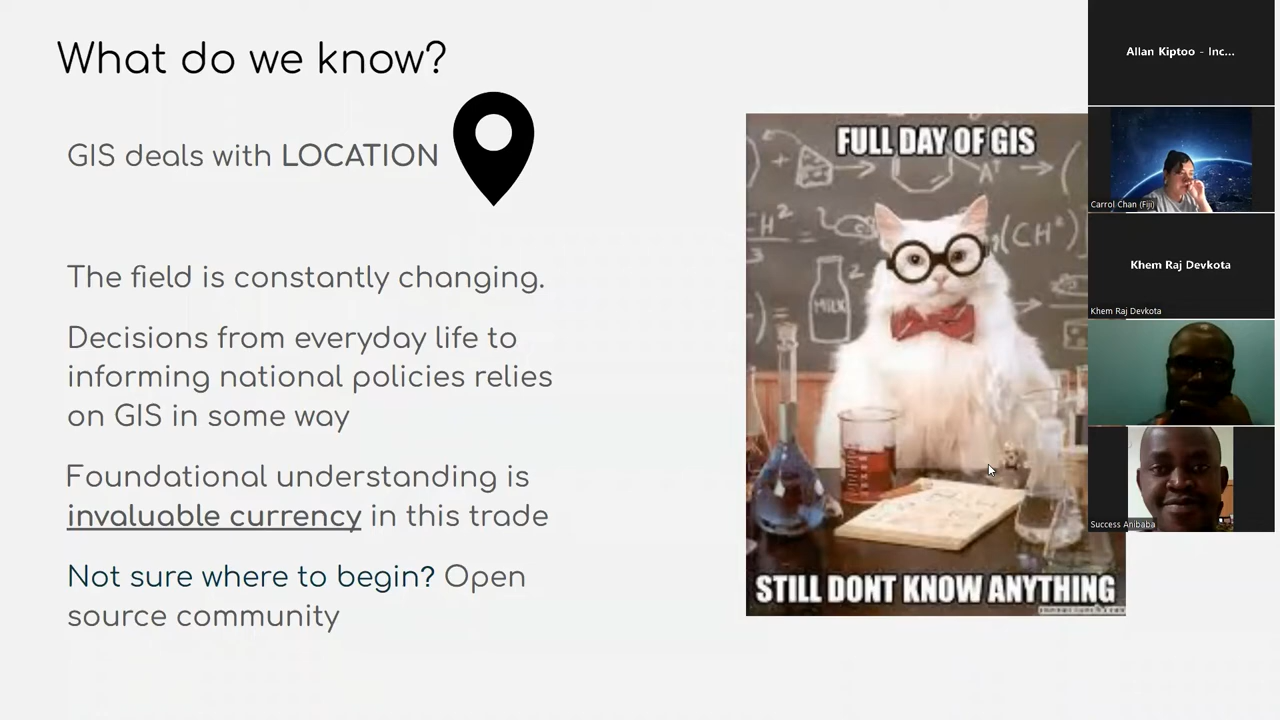 What do we know?
GIS deals with LOCATION
The field is constantly changing.
Decisions from everyday life to
informing national policies relies
on GIS in some way
Foundational understanding is
invaluable currency in this trade
Not sure where to begin? Open
source community
FULL DAY OF GIS
MILK
STILL DONT KNOW ANYTHING
Allan Kiptoo - Inc...
Carrol Chan (Fiji)
Khem Raj Devkota
Khem Raj Devkota
Success Anibaba